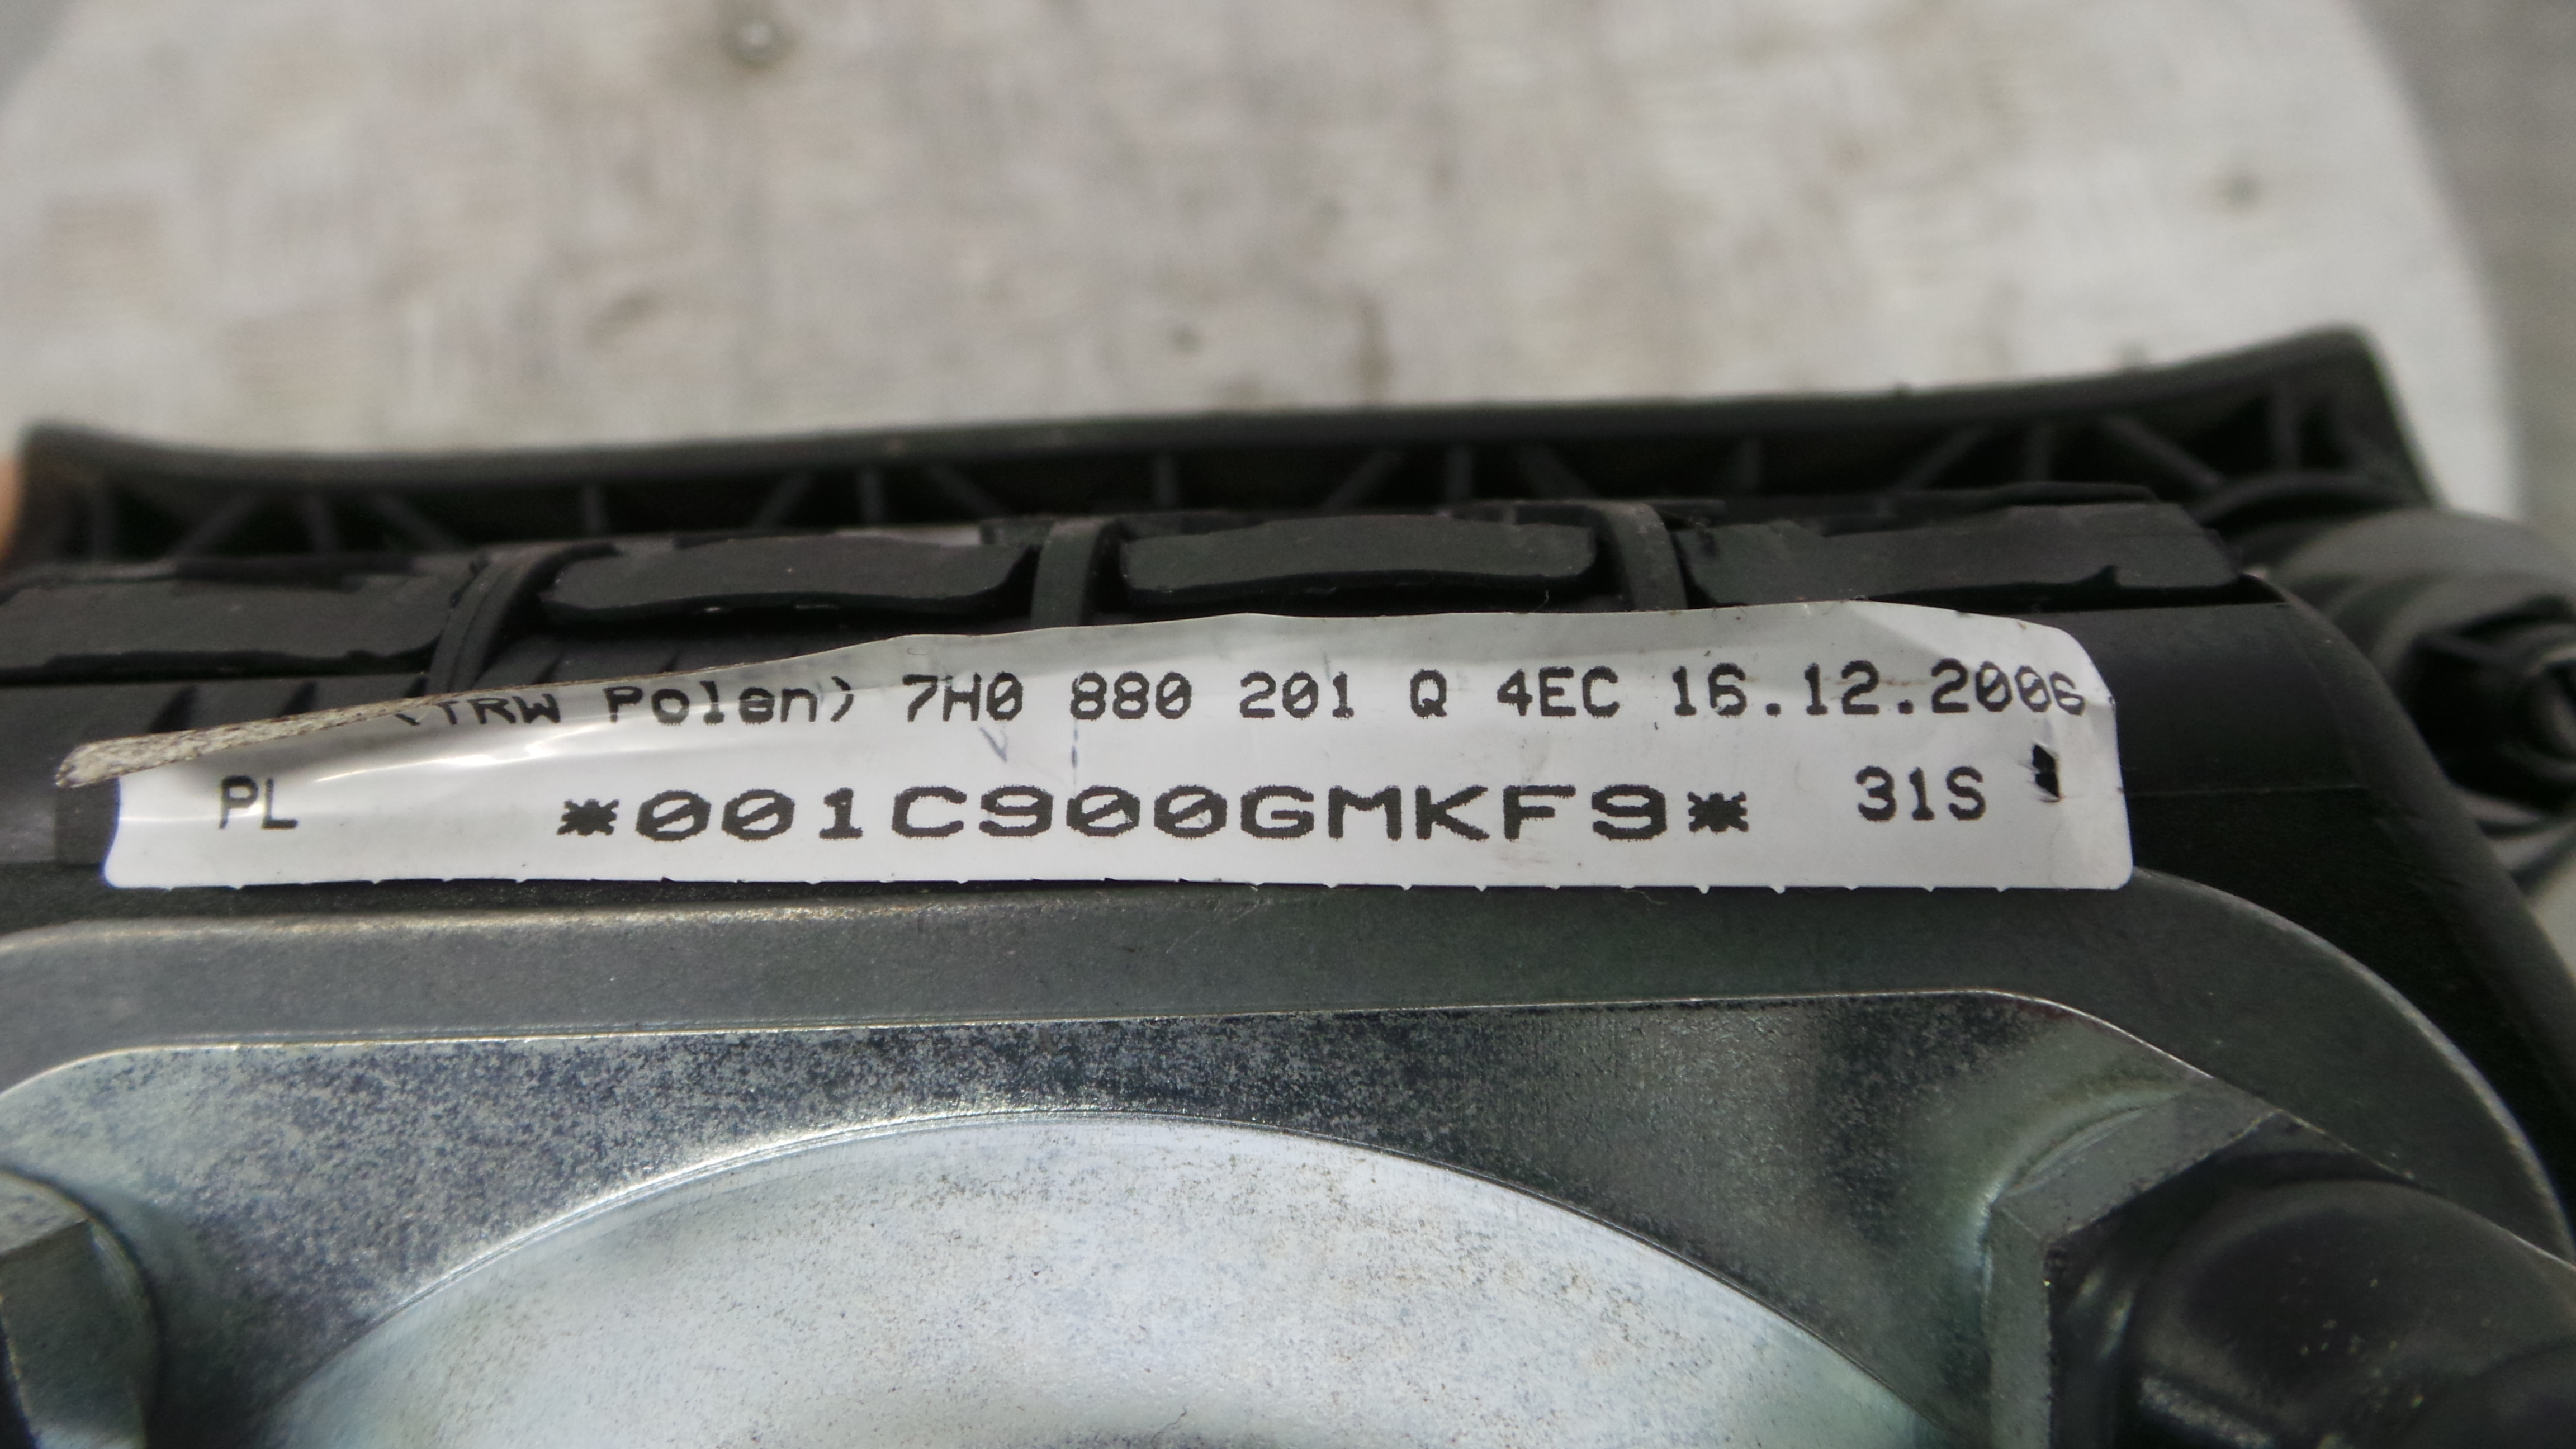 (TRW Polen) 7H0 880 201 Q 4EC 16.12.2006
PL *001C900GMKF9* 31S